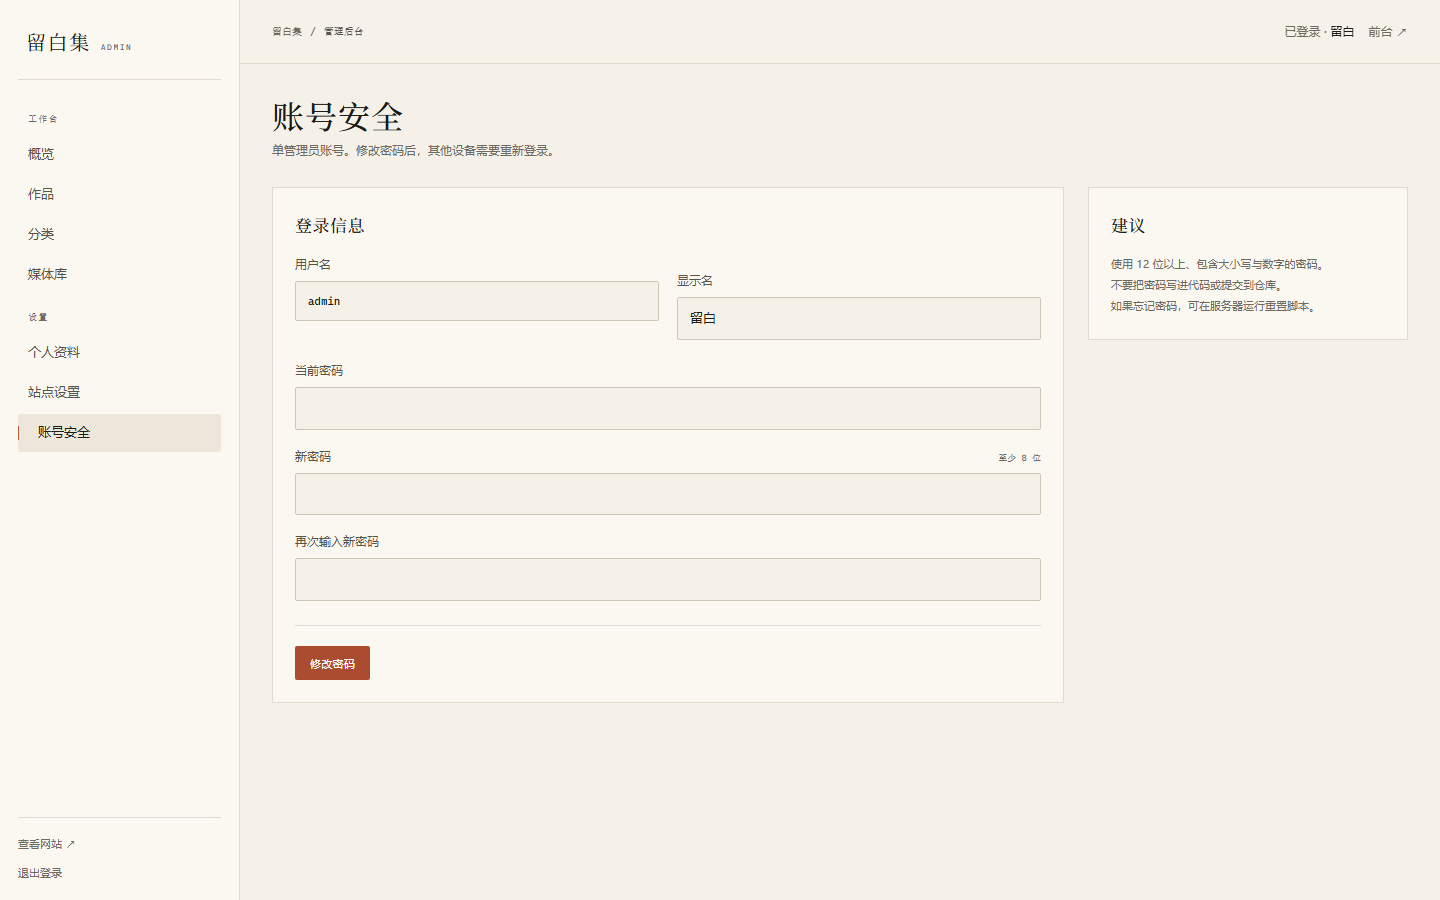 留白集 ADMIN
工作台
概览
作品
分类
媒体库
设置
个人资料
站点设置
账号安全
查看网站 ↗
退出登录
留白集 / 管理后台
已登录 · 留白 前台 ↗
账号安全
单管理员账号。修改密码后，其他设备需要重新登录。
登录信息
用户名
admin
显示名
留白
当前密码
新密码 至少 8 位
再次输入新密码
修改密码
建议
使用 12 位以上、包含大小写与数字的密码。
不要把密码写进代码或提交到仓库。
如果忘记密码，可在服务器运行重置脚本。